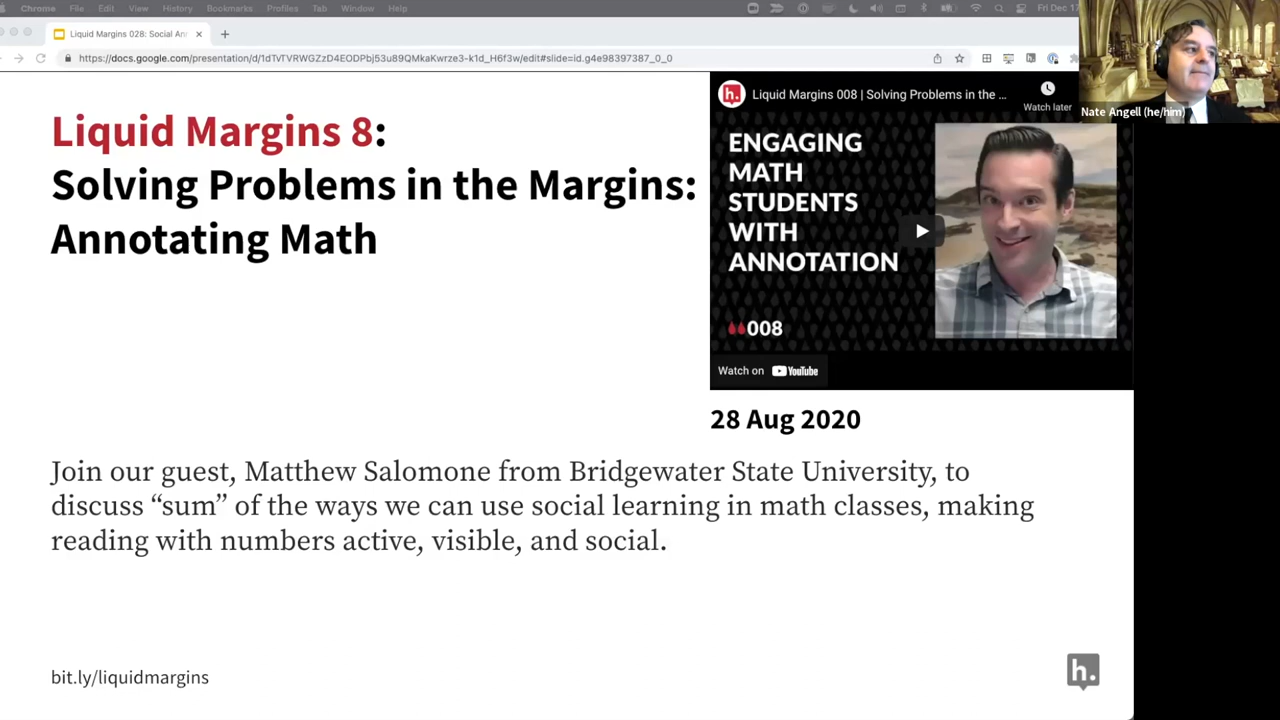 Chrome File Edit View History Bookmarks Profiles Tab Window Help Fri Dec 17
Liquid Margins 028: Social An
https://docs.google.com/presentation/d/1dTvTVRWGZzD4EODPbj53u89QMkaKwrze3-k1d_H6f3w/edit#slide=id.g4e98397387_0_0
Nate Angell (he/him)
Liquid Margins 8:
Solving Problems in the Margins:
Annotating Math
h.
Liquid Margins 008 | Solving Problems in the ...
Watch later
ENGAGING
MATH
STUDENTS
WITH
ANNOTATION
008
Watch on YouTube
28 Aug 2020
Join our guest, Matthew Salomone from Bridgewater State University, to
discuss “sum” of the ways we can use social learning in math classes, making
reading with numbers active, visible, and social.
bit.ly/liquidmargins
h.